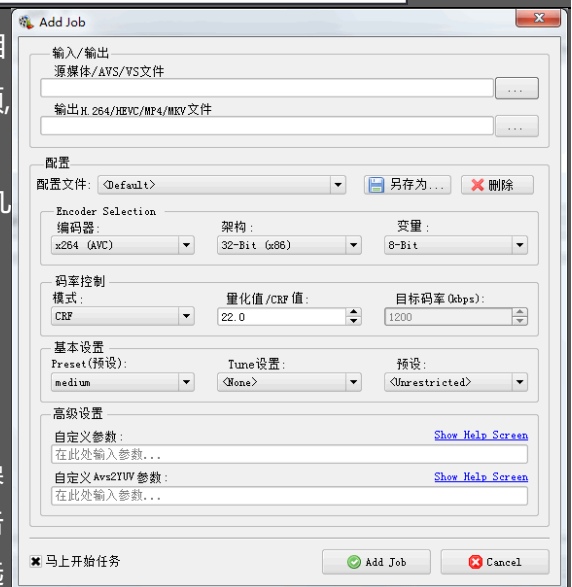 Add Job
输入/输出
源媒体/AVS/VS文件
...
输出H.264/HEVC/MP4/MKV文件
...
配置
配置文件: <Default> 另存为... 删除
Encoder Selection
编码器: 架构: 变量:
x264 (AVC) 32-Bit (x86) 8-Bit
码率控制
模式: 量化值/CRF值: 目标码率(kbps):
CRF 22.0 1200
基本设置
Preset(预设): Tune设置: 预设:
medium <None> <Unrestricted>
高级设置
自定义参数: Show Help Screen
在此处输入参数...
自定义Avs2YUV参数: Show Help Screen
在此处输入参数...
马上开始任务 Add Job Cancel